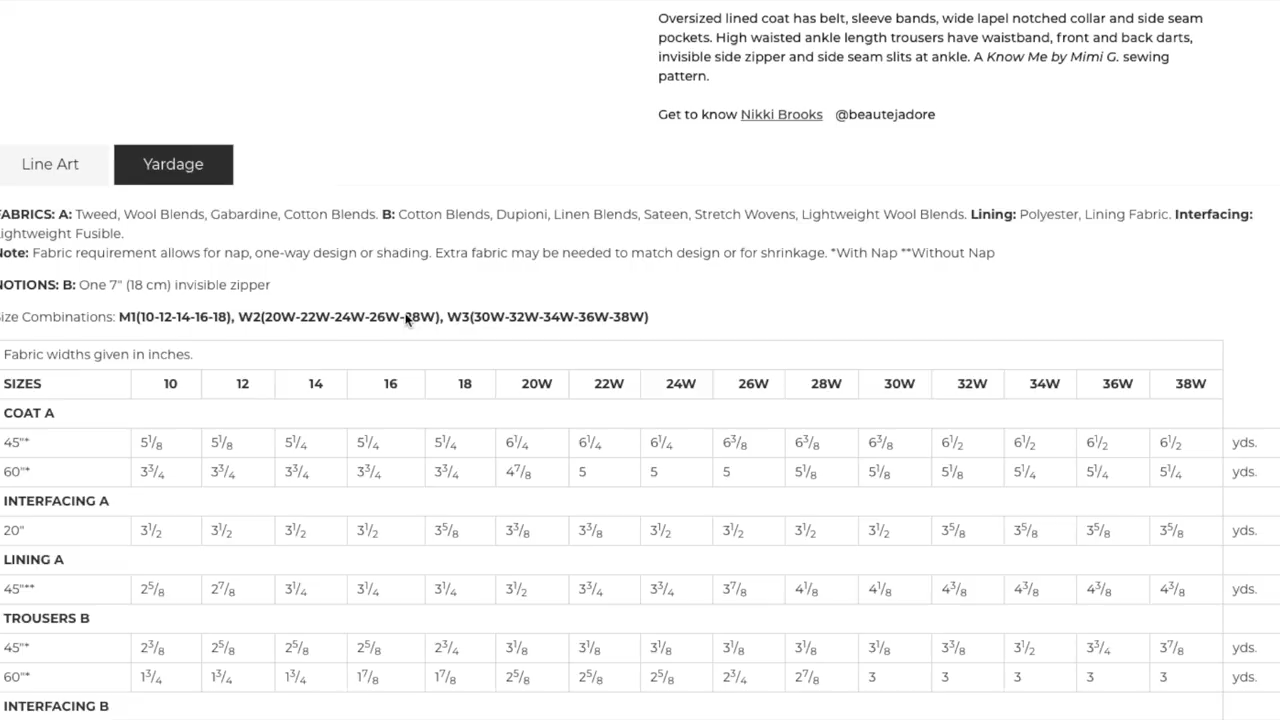 Oversized lined coat has belt, sleeve bands, wide lapel notched collar and side seam
pockets. High waisted ankle length trousers have waistband, front and back darts,
invisible side zipper and side seam slits at ankle. A Know Me by Mimi G. sewing
pattern.
Get to know Nikki Brooks @beautejadore
Line Art Yardage
FABRICS: A: Tweed, Wool Blends, Gabardine, Cotton Blends. B: Cotton Blends, Dupioni, Linen Blends, Sateen, Stretch Wovens, Lightweight Wool Blends. Lining: Polyester, Lining Fabric. Interfacing:
Lightweight Fusible.
Note: Fabric requirement allows for nap, one-way design or shading. Extra fabric may be needed to match design or for shrinkage. *With Nap **Without Nap
NOTIONS: B: One 7" (18 cm) invisible zipper
Size Combinations: M1(10-12-14-16-18), W2(20W-22W-24W-26W-28W), W3(30W-32W-34W-36W-38W)
Fabric widths given in inches.
SIZES 10 12 14 16 18 20W 22W 24W 26W 28W 30W 32W 34W 36W 38W
COAT A
45"* 5 1/8 5 1/8 5 1/4 5 1/4 5 1/4 6 1/4 6 1/4 6 1/4 6 3/8 6 3/8 6 3/8 6 1/2 6 1/2 6 1/2 6 1/2 yds.
60"* 3 3/4 3 3/4 3 3/4 3 3/4 3 3/4 4 7/8 5 5 5 5 1/8 5 1/8 5 1/8 5 1/4 5 1/4 5 1/4 yds.
INTERFACING A
20" 3 1/2 3 1/2 3 1/2 3 1/2 3 5/8 3 3/8 3 3/8 3 1/2 3 1/2 3 1/2 3 1/2 3 5/8 3 5/8 3 5/8 3 5/8 yds.
LINING A
45"** 2 5/8 2 7/8 3 1/4 3 1/4 3 1/4 3 1/2 3 3/4 3 3/4 3 7/8 4 1/8 4 1/8 4 3/8 4 3/8 4 3/8 4 3/8 yds.
TROUSERS B
45"* 2 3/8 2 5/8 2 5/8 2 5/8 2 3/4 3 1/8 3 1/8 3 1/8 3 1/8 3 1/8 3 1/8 3 3/8 3 1/2 3 3/4 3 7/8 yds.
60"* 1 3/4 1 3/4 1 3/4 1 7/8 1 7/8 2 5/8 2 5/8 2 5/8 2 3/4 2 7/8 3 3 3 3 3 yds.
INTERFACING B